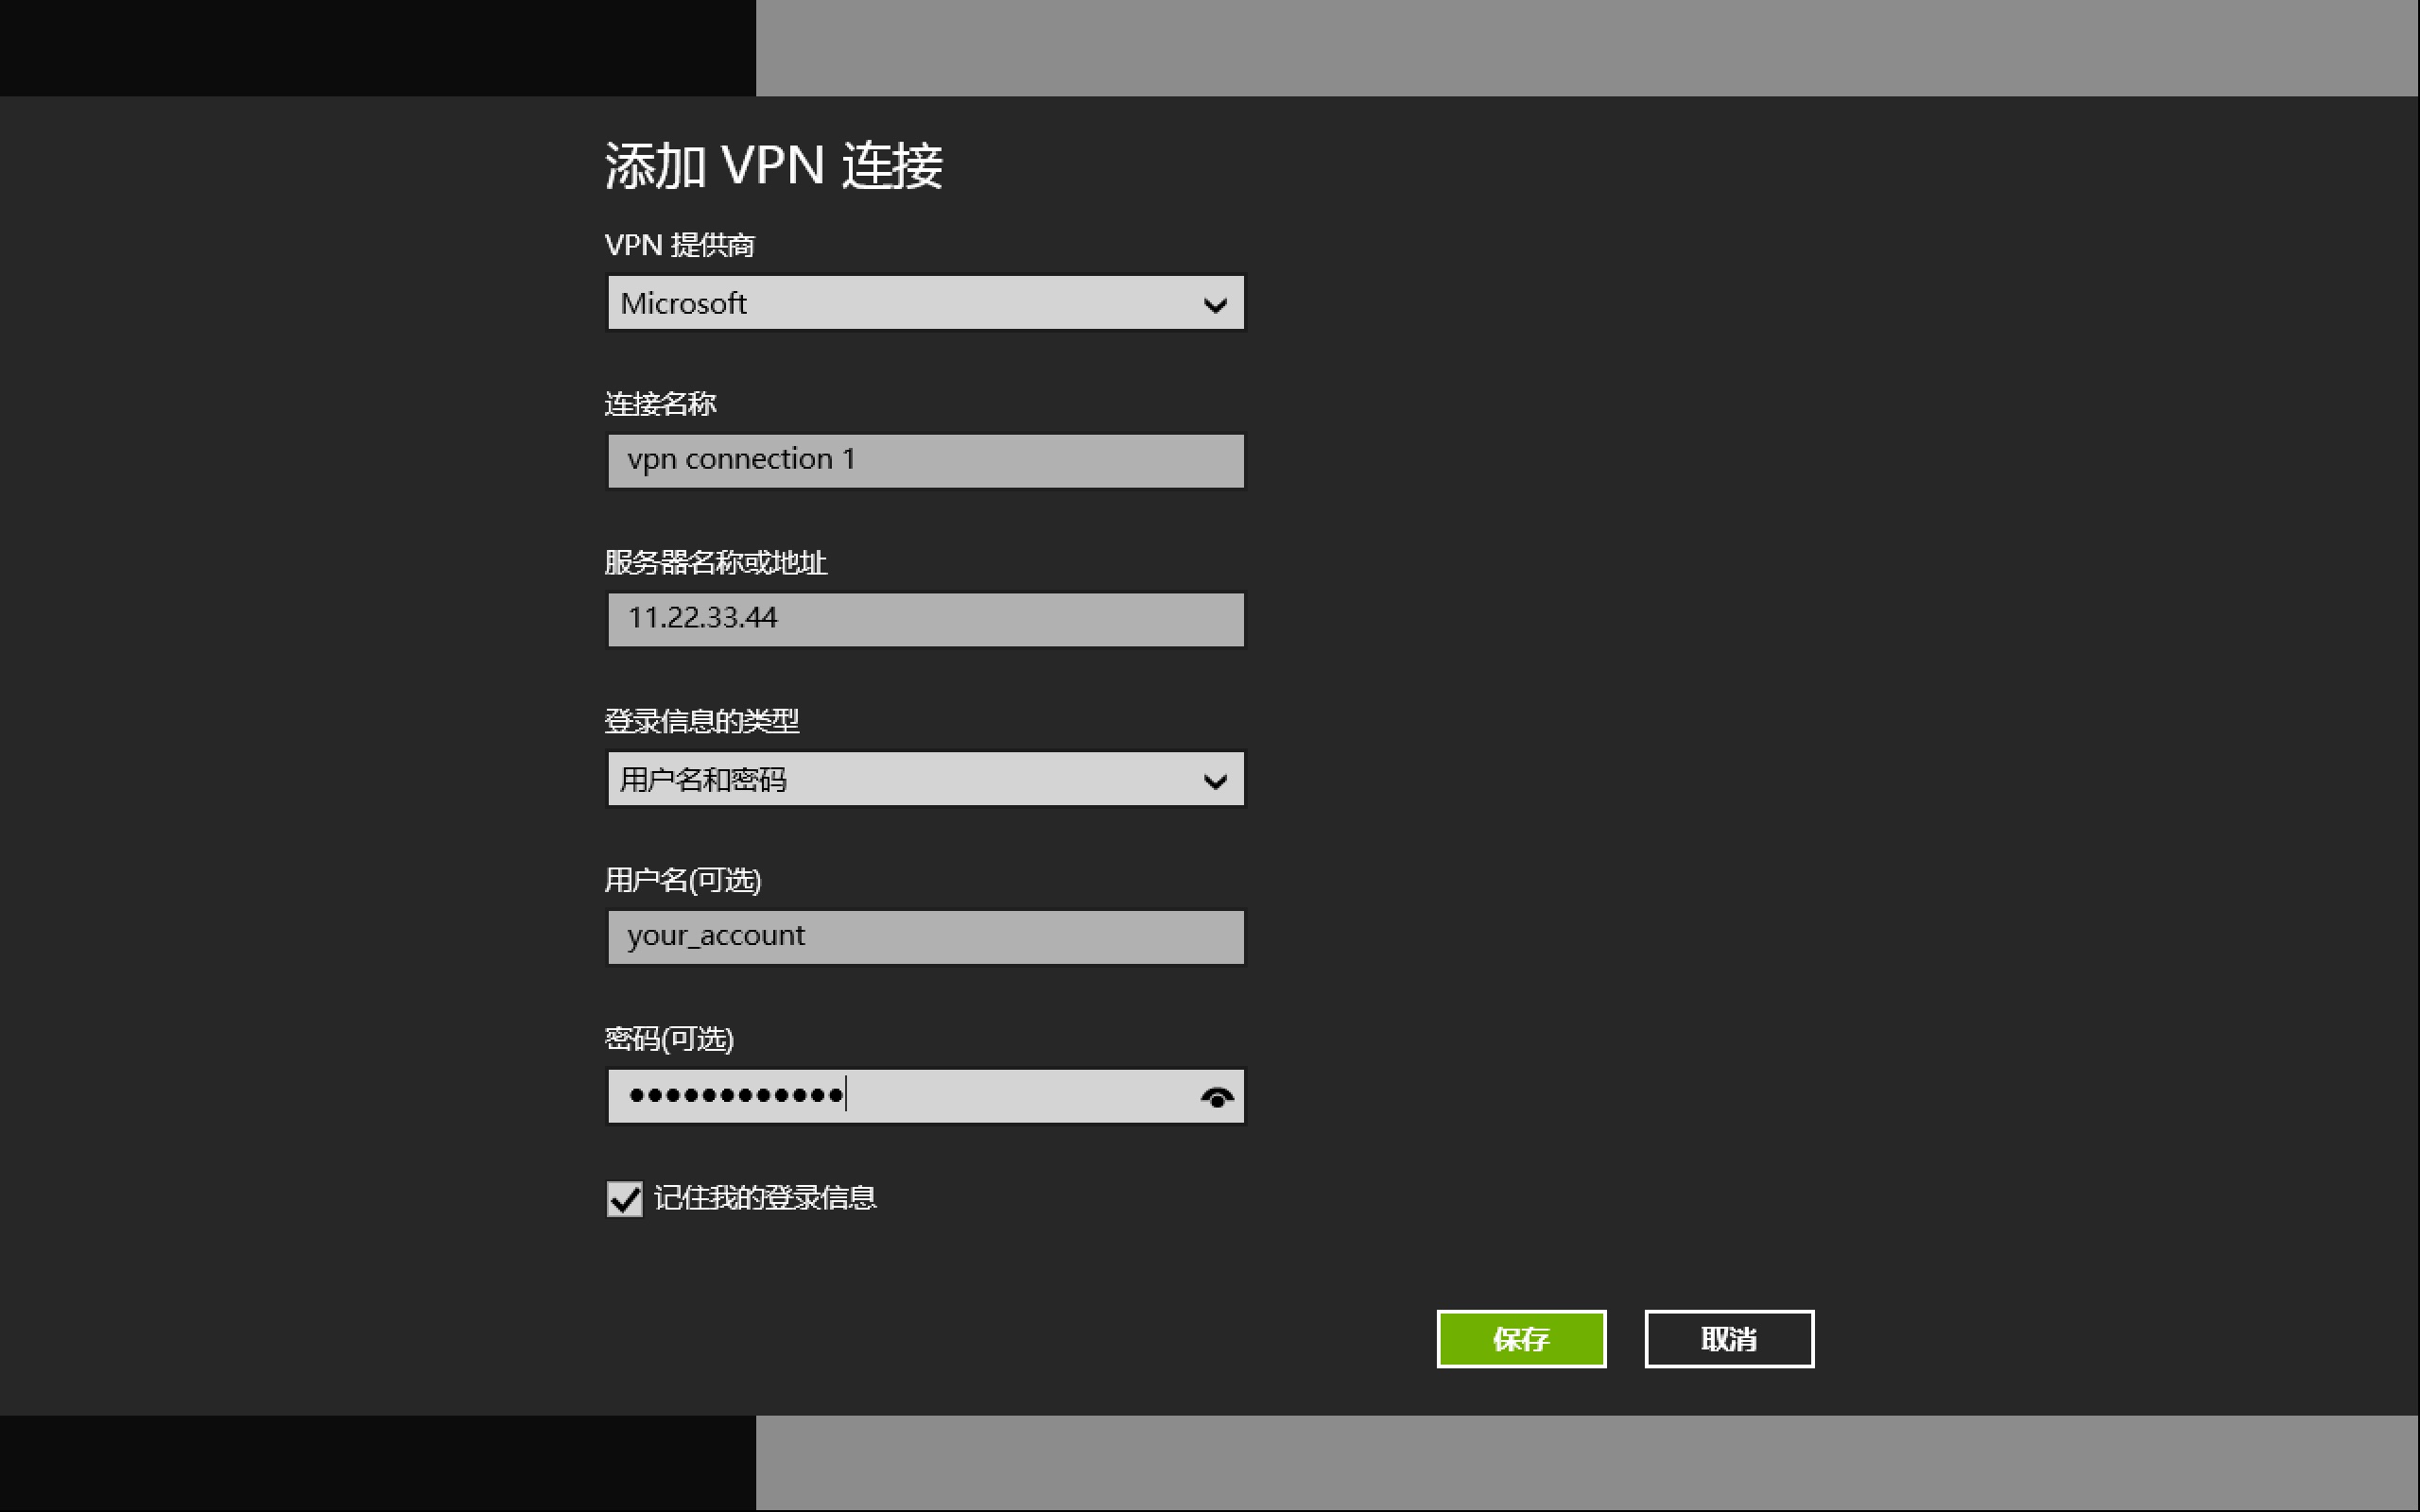 添加 VPN 连接
VPN 提供商
Microsoft
连接名称
vpn connection 1
服务器名称或地址
11.22.33.44
登录信息的类型
用户名和密码
用户名(可选)
your_account
密码(可选)
••••••••••••
记住我的登录信息
保存
取消